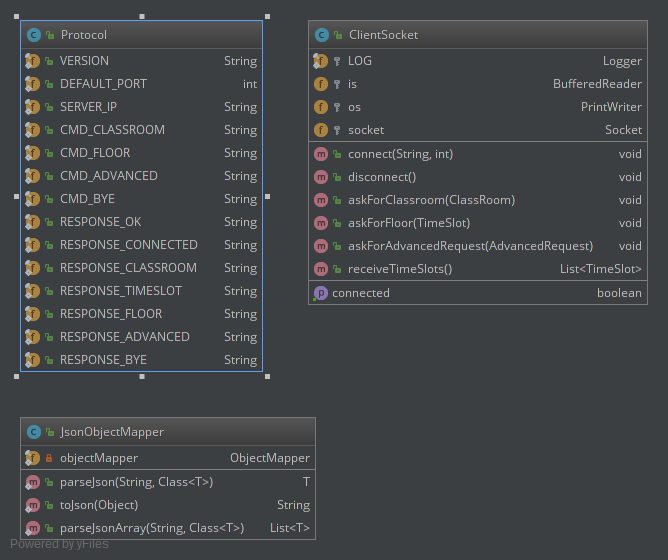 Protocol
VERSION String
DEFAULT_PORT int
SERVER_IP String
CMD_CLASSROOM String
CMD_FLOOR String
CMD_ADVANCED String
CMD_BYE String
RESPONSE_OK String
RESPONSE_CONNECTED String
RESPONSE_CLASSROOM String
RESPONSE_TIMESLOT String
RESPONSE_FLOOR String
RESPONSE_ADVANCED String
RESPONSE_BYE String
ClientSocket
LOG Logger
is BufferedReader
os PrintWriter
socket Socket
connect(String, int) void
disconnect() void
askForClassroom(ClassRoom) void
askForFloor(TimeSlot) void
askForAdvancedRequest(AdvancedRequest) void
receiveTimeSlots() List<TimeSlot>
connected boolean
JsonObjectMapper
objectMapper ObjectMapper
parseJson(String, Class<T>) T
toJson(Object) String
parseJsonArray(String, Class<T>) List<T>
Powered by yFiles